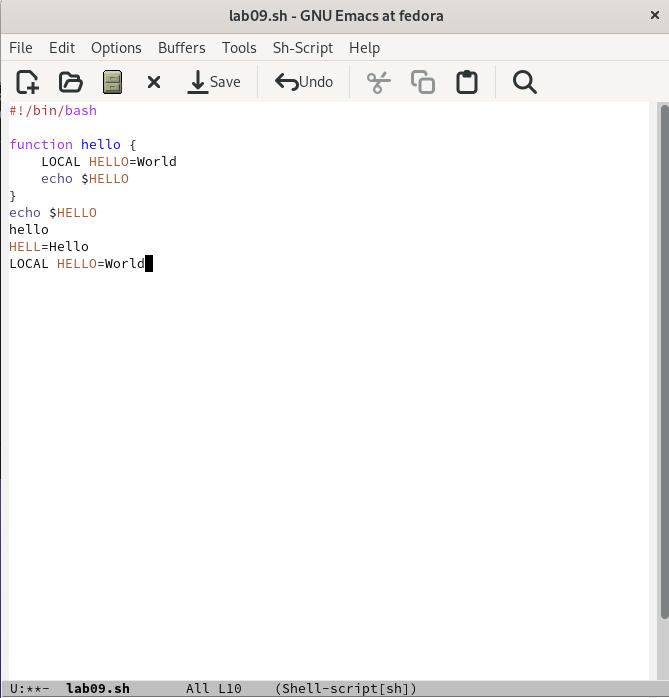 lab09.sh - GNU Emacs at fedora
File Edit Options Buffers Tools Sh-Script Help
Save Undo
#!/bin/bash
function hello {
    LOCAL HELLO=World
    echo $HELLO
}
echo $HELLO
hello
HELL=Hello
LOCAL HELLO=World
U:**- lab09.sh All L10 (Shell-script[sh])